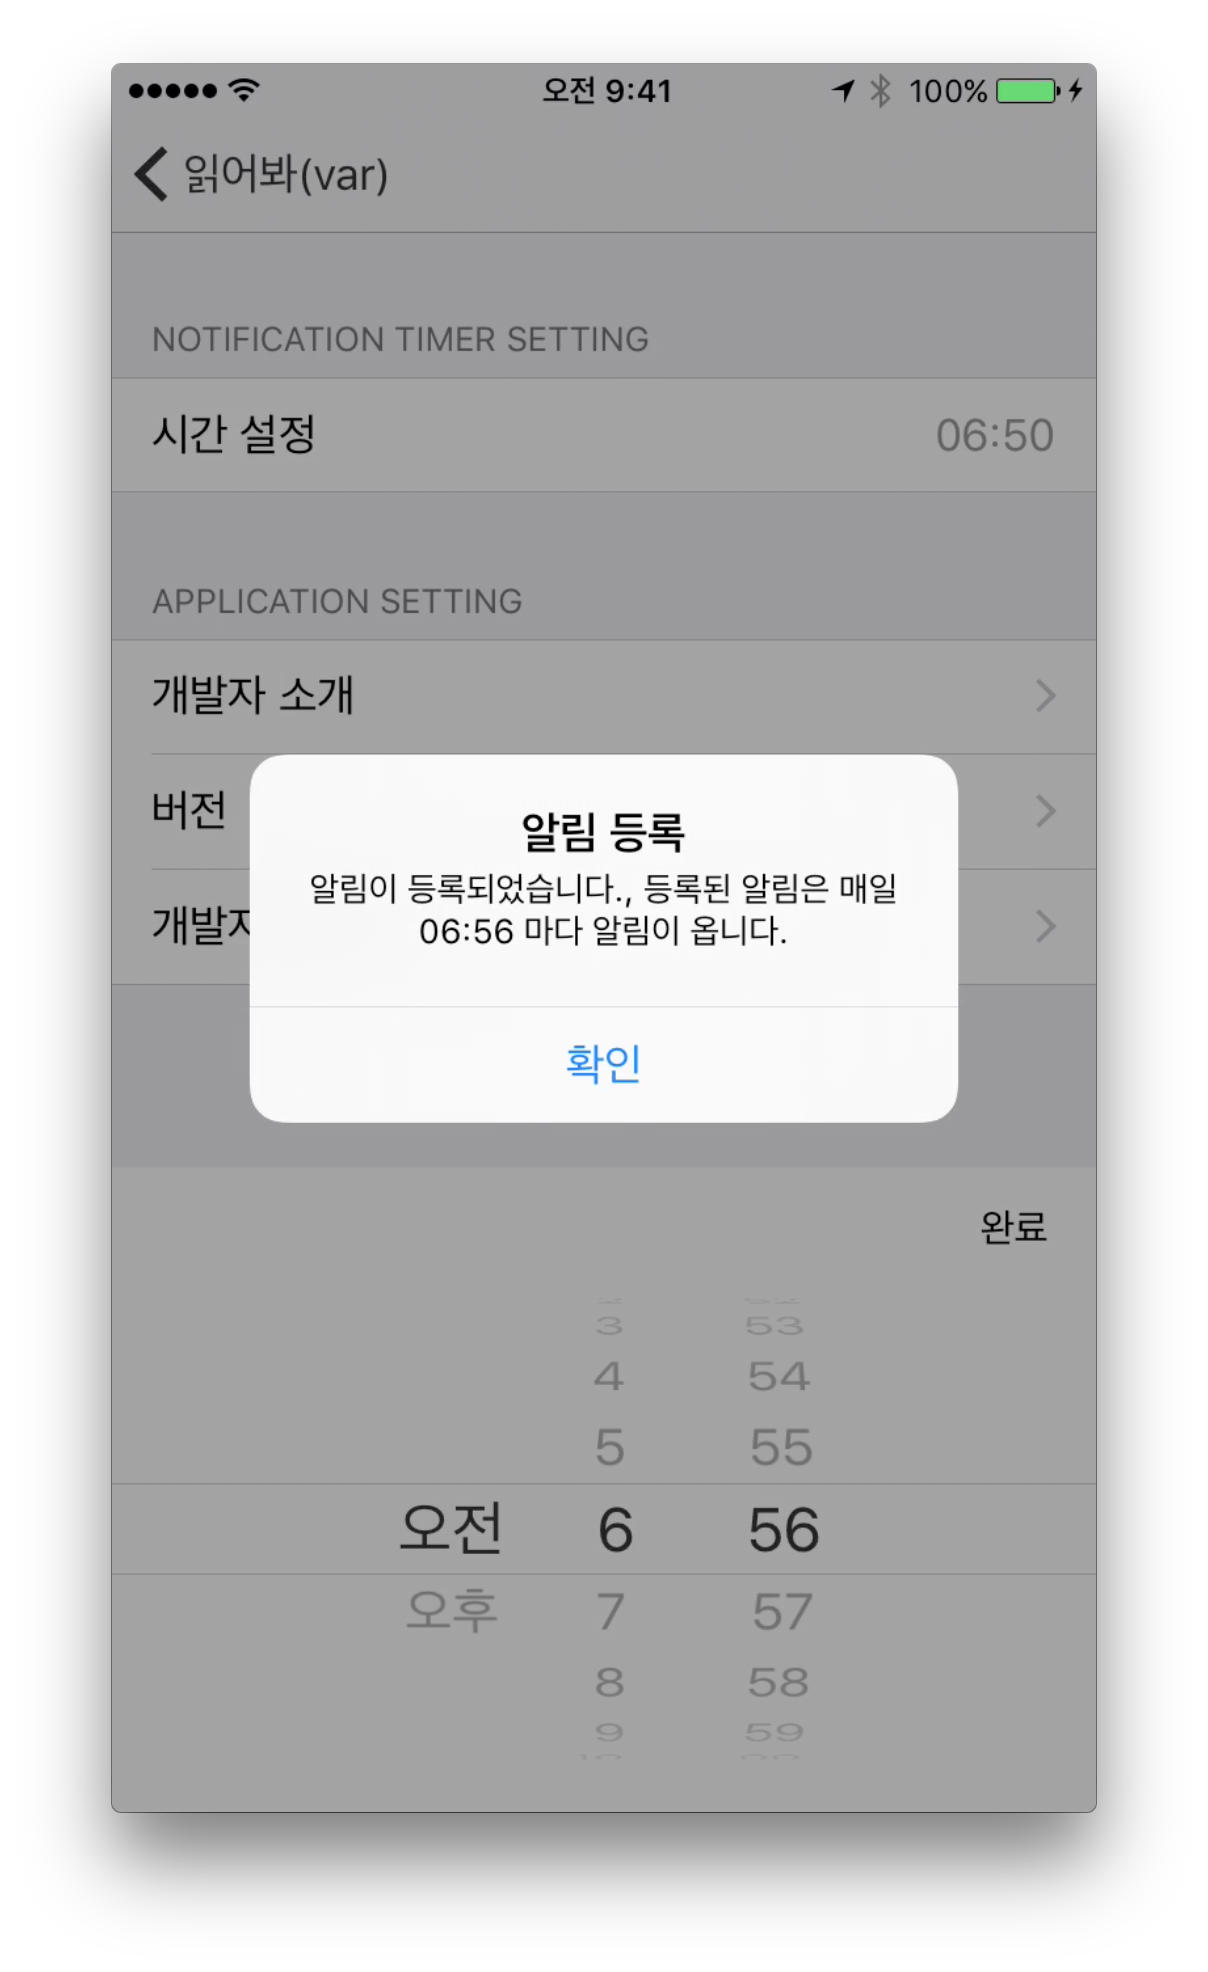 오전 9:41
100%
읽어봐(var)
NOTIFICATION TIMER SETTING
시간 설정 06:50
APPLICATION SETTING
개발자 소개
버전
개발자
알림 등록
알림이 등록되었습니다., 등록된 알림은 매일
06:56 마다 알림이 옵니다.
확인
완료
3 53
4 54
5 55
오전 6 56
오후 7 57
8 58
9 59